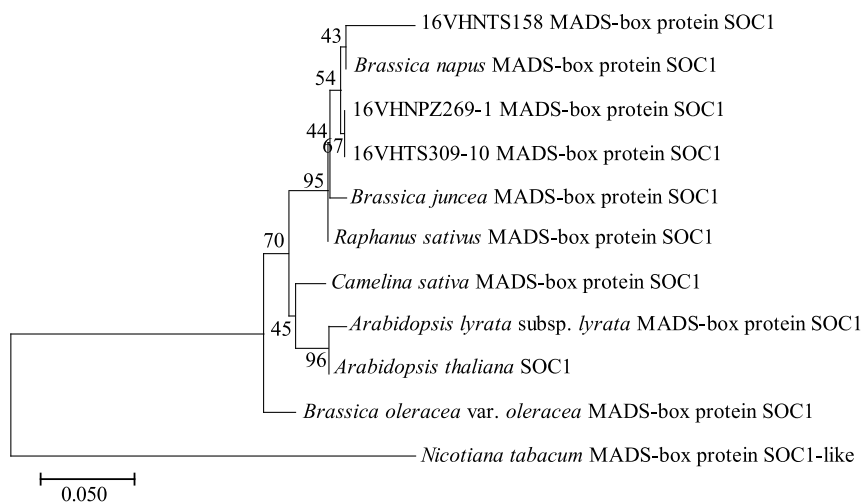 16VHNTS158 MADS-box protein SOC1
43
Brassica napus MADS-box protein SOC1
54
16VHNPZ269-1 MADS-box protein SOC1
44
67
16VHTS309-10 MADS-box protein SOC1
95
Brassica juncea MADS-box protein SOC1
Raphanus sativus MADS-box protein SOC1
70
Camelina sativa MADS-box protein SOC1
45
Arabidopsis lyrata subsp. lyrata MADS-box protein SOC1
96
Arabidopsis thaliana SOC1
Brassica oleracea var. oleracea MADS-box protein SOC1
Nicotiana tabacum MADS-box protein SOC1-like
0.050